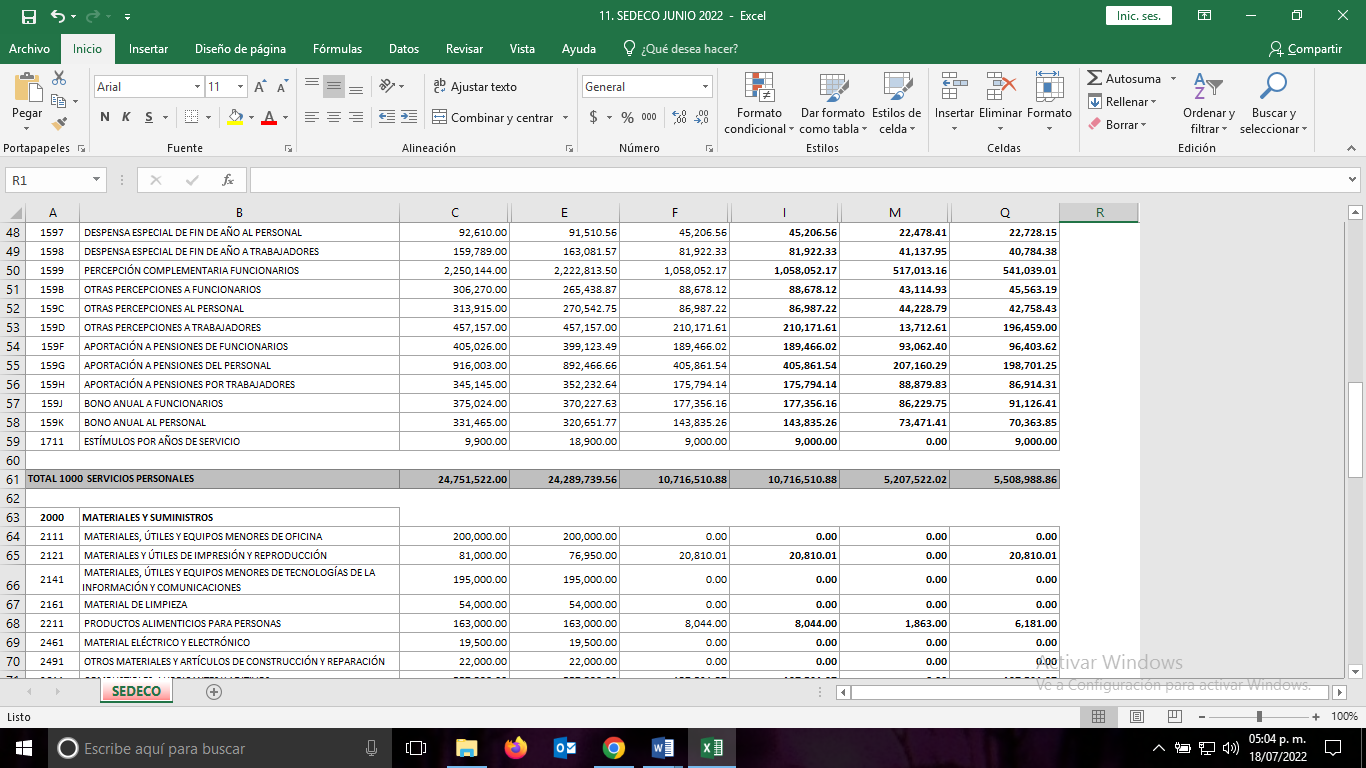 11. SEDECO JUNIO 2022 - Excel
Inic. ses.
Archivo Inicio Insertar Diseño de página Fórmulas Datos Revisar Vista Ayuda ¿Qué desea hacer? Compartir
Pegar
Arial 11
N K S
Ajustar texto
Combinar y centrar
General
$ % 000
Formato condicional
Dar formato como tabla
Estilos de celda
Insertar Eliminar Formato
Autosuma
Rellenar
Borrar
Ordenar y filtrar
Buscar y seleccionar
Portapapeles Fuente Alineación Número Estilos Celdas Edición
R1 fx
A B C E F I M Q R
48 1597 DESPENSA ESPECIAL DE FIN DE AÑO AL PERSONAL 92,610.00 91,510.56 45,206.56 45,206.56 22,478.41 22,728.15
49 1598 DESPENSA ESPECIAL DE FIN DE AÑO A TRABAJADORES 159,789.00 163,081.57 81,922.33 81,922.33 41,137.95 40,784.38
50 1599 PERCEPCIÓN COMPLEMENTARIA FUNCIONARIOS 2,250,144.00 2,222,813.50 1,058,052.17 1,058,052.17 517,013.16 541,039.01
51 159B OTRAS PERCEPCIONES A FUNCIONARIOS 306,270.00 265,438.87 88,678.12 88,678.12 43,114.93 45,563.19
52 159C OTRAS PERCEPCIONES AL PERSONAL 313,915.00 270,542.75 86,987.22 86,987.22 44,228.79 42,758.43
53 159D OTRAS PERCEPCIONES A TRABAJADORES 457,157.00 457,157.00 210,171.61 210,171.61 13,712.61 196,459.00
54 159F APORTACIÓN A PENSIONES DE FUNCIONARIOS 405,026.00 399,123.49 189,466.02 189,466.02 93,062.40 96,403.62
55 159G APORTACIÓN A PENSIONES DEL PERSONAL 916,003.00 892,466.66 405,861.54 405,861.54 207,160.29 198,701.25
56 159H APORTACIÓN A PENSIONES POR TRABAJADORES 345,145.00 352,232.64 175,794.14 175,794.14 88,879.83 86,914.31
57 159J BONO ANUAL A FUNCIONARIOS 375,024.00 370,227.63 177,356.16 177,356.16 86,229.75 91,126.41
58 159K BONO ANUAL AL PERSONAL 331,465.00 320,651.77 143,835.26 143,835.26 73,471.41 70,363.85
59 1711 ESTÍMULOS POR AÑOS DE SERVICIO 9,900.00 18,900.00 9,000.00 9,000.00 0.00 9,000.00
60
61 TOTAL 1000 SERVICIOS PERSONALES 24,751,522.00 24,289,739.56 10,716,510.88 10,716,510.88 5,207,522.02 5,508,988.86
62
63 2000 MATERIALES Y SUMINISTROS
64 2111 MATERIALES, ÚTILES Y EQUIPOS MENORES DE OFICINA 200,000.00 200,000.00 0.00 0.00 0.00 0.00
65 2121 MATERIALES Y ÚTILES DE IMPRESIÓN Y REPRODUCCIÓN 81,000.00 76,950.00 20,810.01 20,810.01 0.00 20,810.01
66 2141 MATERIALES, ÚTILES Y EQUIPOS MENORES DE TECNOLOGÍAS DE LA
INFORMACIÓN Y COMUNICACIONES 195,000.00 195,000.00 0.00 0.00 0.00 0.00
67 2161 MATERIAL DE LIMPIEZA 54,000.00 54,000.00 0.00 0.00 0.00 0.00
68 2211 PRODUCTOS ALIMENTICIOS PARA PERSONAS 163,000.00 163,000.00 8,044.00 8,044.00 1,863.00 6,181.00
69 2461 MATERIAL ELÉCTRICO Y ELECTRÓNICO 19,500.00 19,500.00 0.00 0.00 0.00 0.00
70 2491 OTROS MATERIALES Y ARTÍCULOS DE CONSTRUCCIÓN Y REPARACIÓN 22,000.00 22,000.00 0.00 0.00 0.00 0.00
Activar Windows
Ve a Configuración para activar Windows.
SEDECO
Listo 100%
Escribe aquí para buscar
05:04 p. m.
18/07/2022